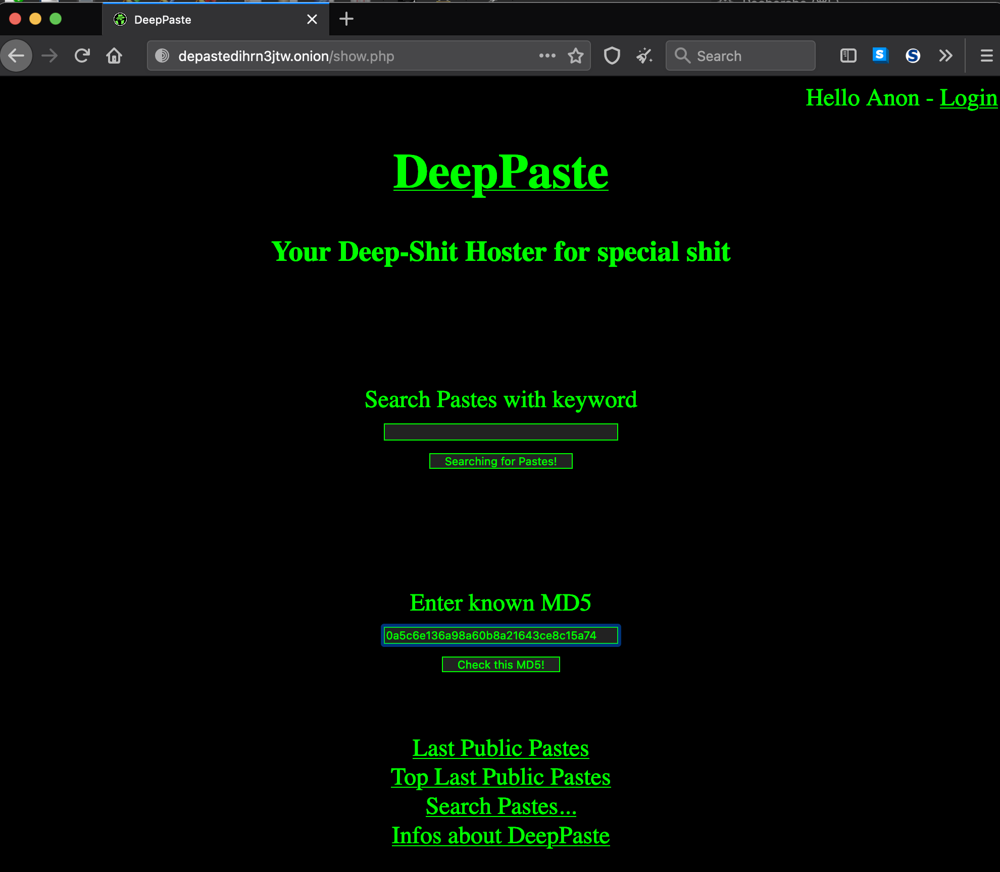 DeepPaste
depastedihrn3jtw.onion/show.php
Search
Hello Anon - Login
DeepPaste
Your Deep-Shit Hoster for special shit
Search Pastes with keyword
Searching for Pastes!
Enter known MD5
0a5c6e136a98a60b8a21643ce8c15a74
Check this MD5!
Last Public Pastes
Top Last Public Pastes
Search Pastes...
Infos about DeepPaste